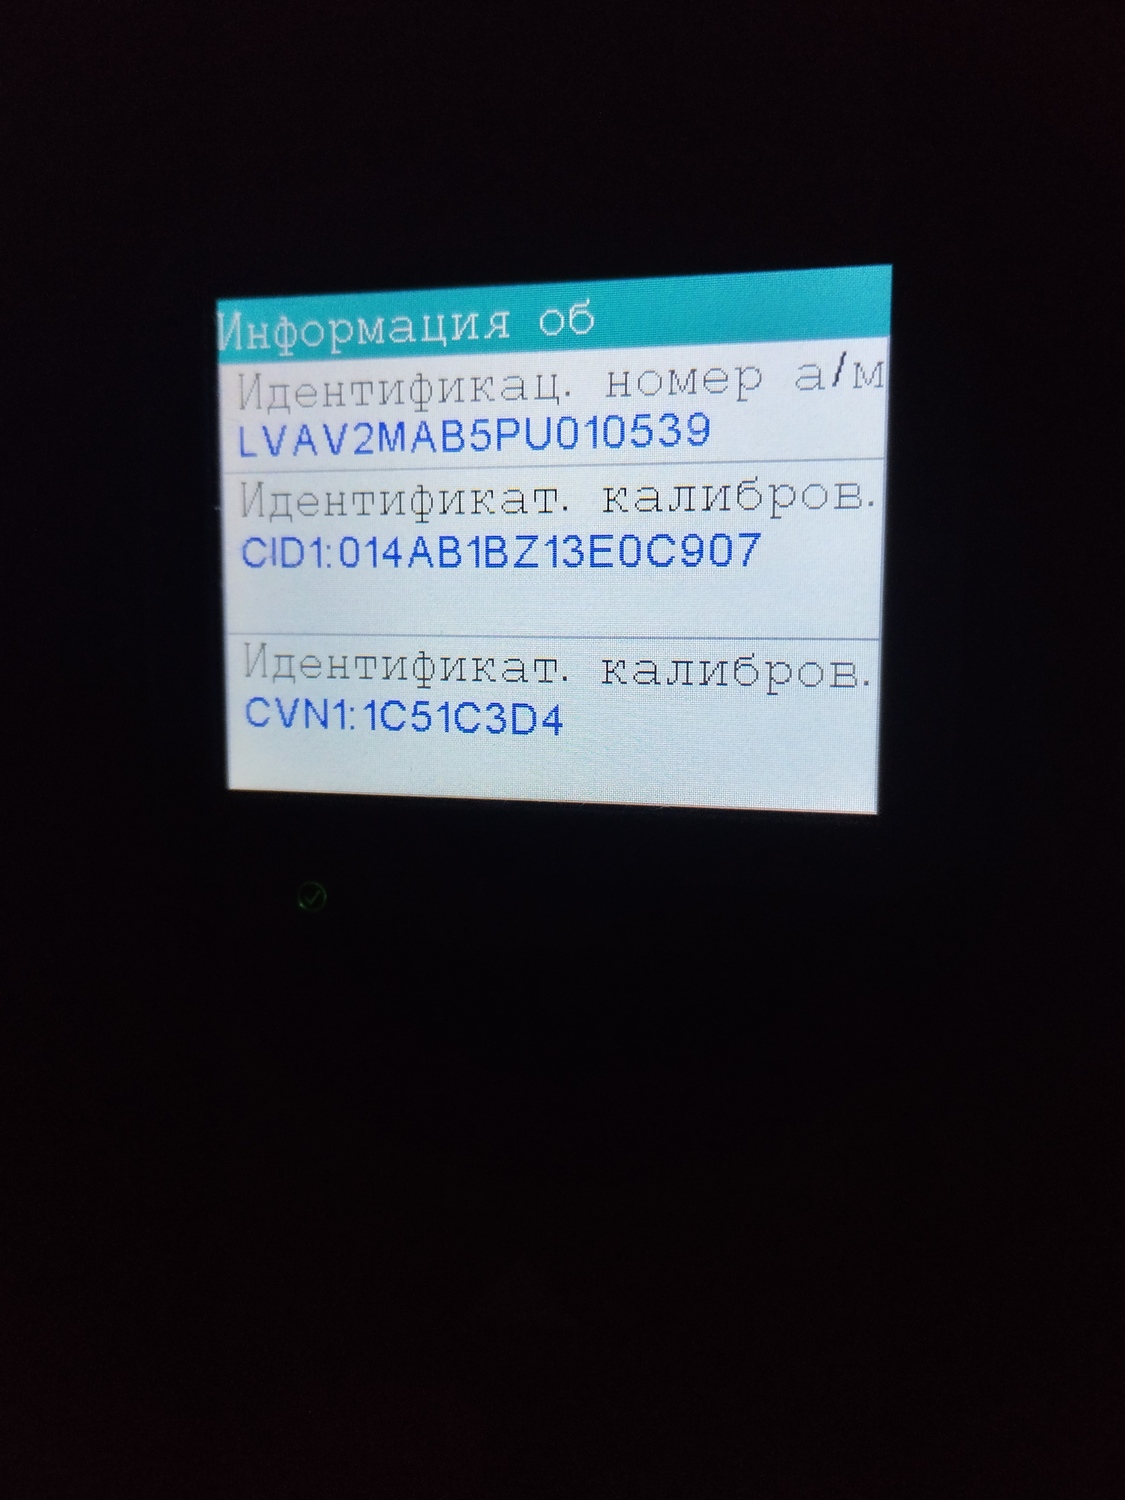 Информация об
Идентификац. номер а/м
LVAV2MAB5PU010539
Идентификат. калибров.
CID1:014AB1BZ13E0C907
Идентификат. калибров.
CVN1:1C51C3D4